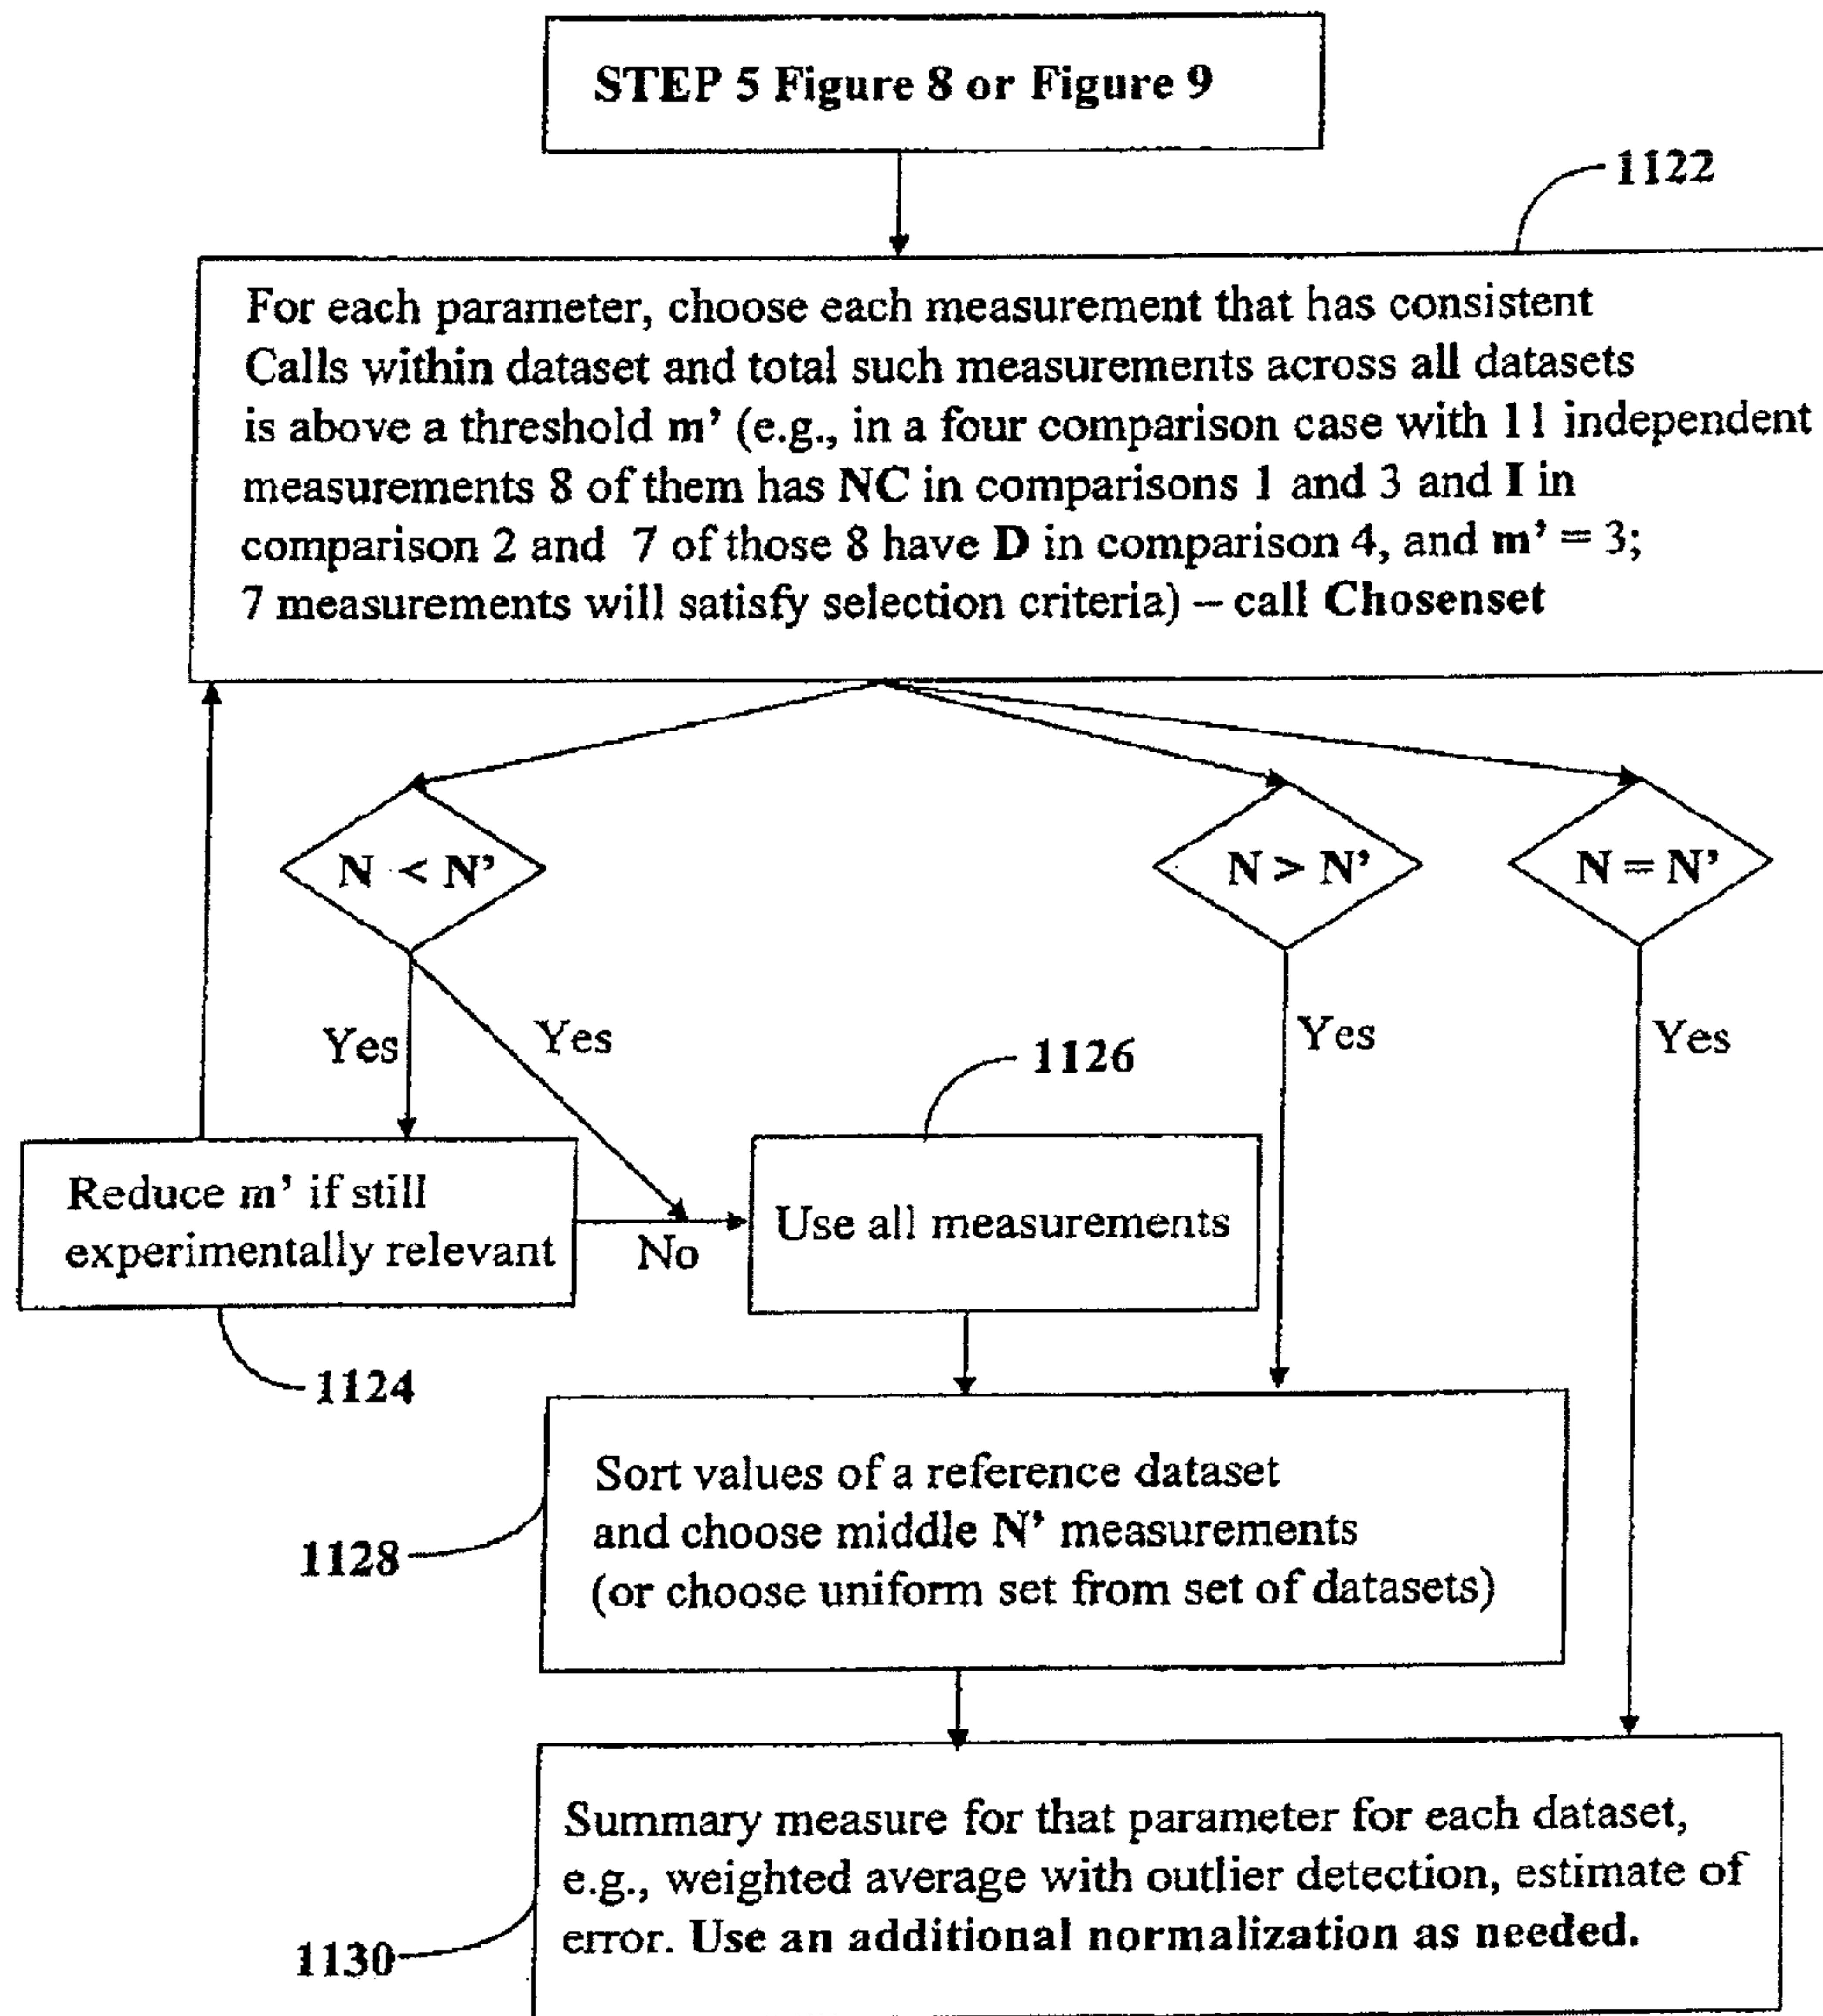 STEP 5 Figure 8 or Figure 9
1122
For each parameter, choose each measurement that has consistent
Calls within dataset and total such measurements across all datasets
is above a threshold m’ (e.g., in a four comparison case with 11 independent
measurements 8 of them has NC in comparisons 1 and 3 and I in
comparison 2 and 7 of those 8 have D in comparison 4, and m’ = 3;
7 measurements will satisfy selection criteria) – call Chosenset
N < N’
N > N’
N = N’
Yes
Yes
Yes
Yes
1126
Reduce m’ if still
experimentally relevant
No
Use all measurements
1124
Sort values of a reference dataset
and choose middle N’ measurements
(or choose uniform set from set of datasets)
1128
Summary measure for that parameter for each dataset,
e.g., weighted average with outlier detection, estimate of
error. Use an additional normalization as needed.
1130